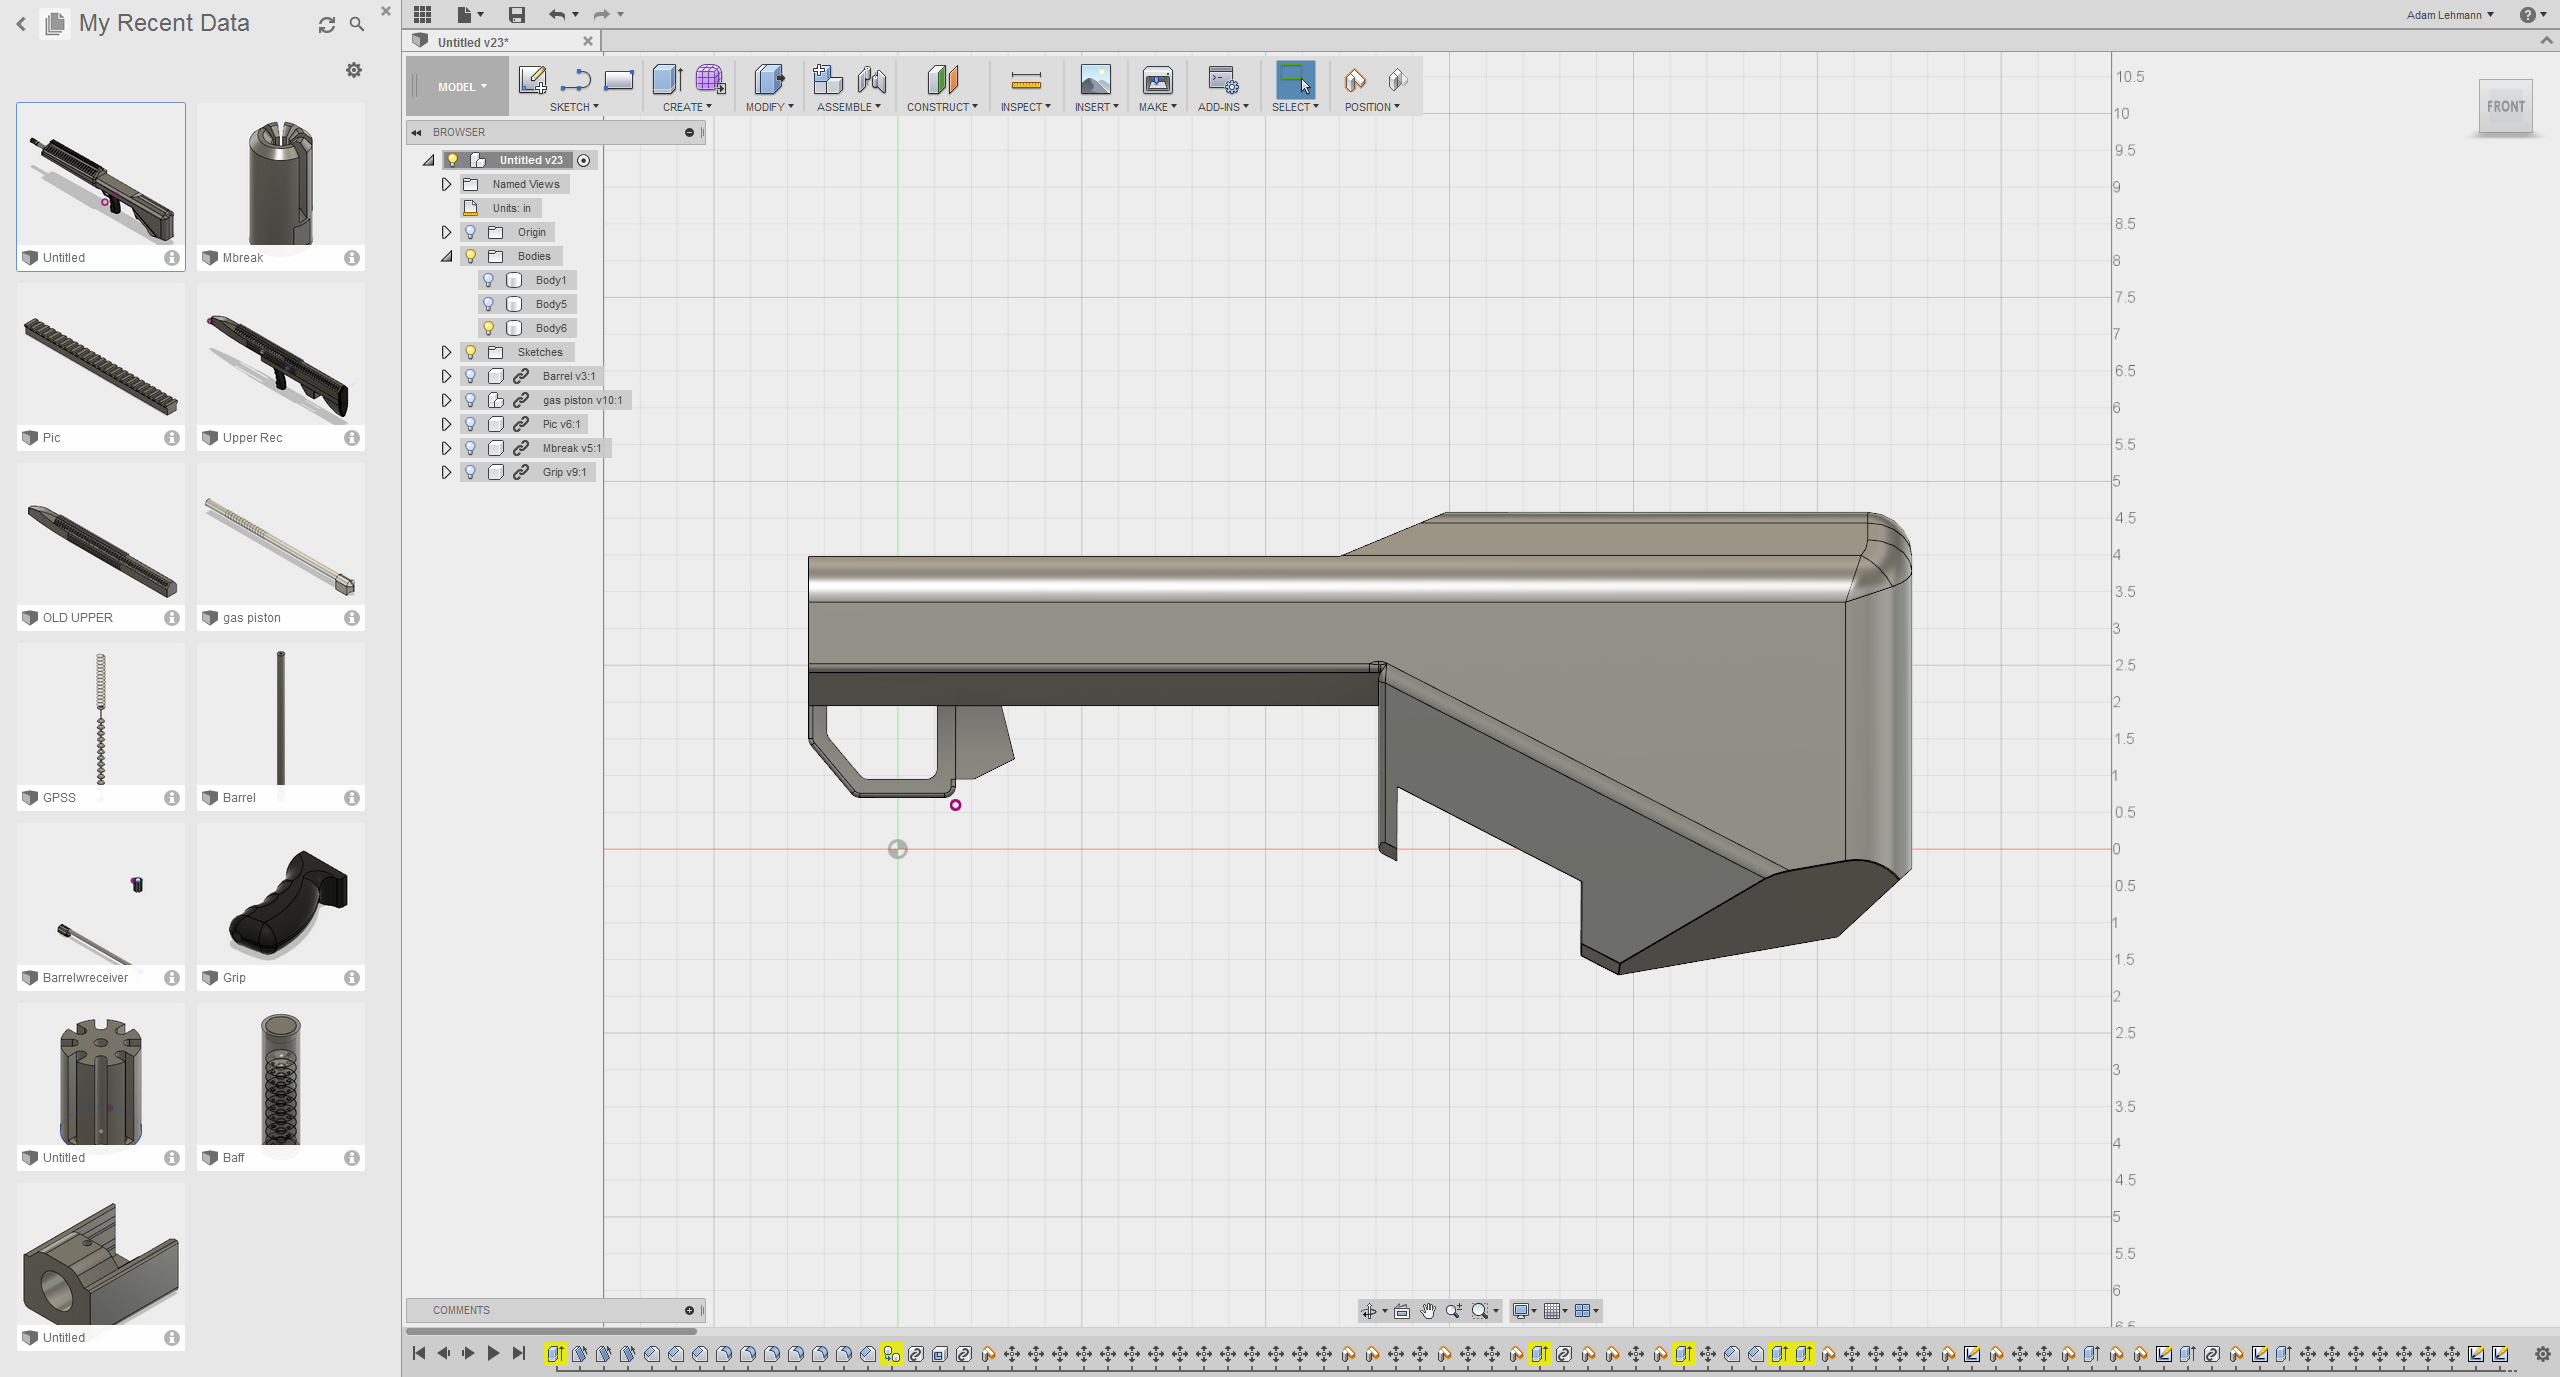 My Recent Data
Untitled
Mbreak
Pic
Upper Rec
OLD UPPER
gas piston
GPSS
Barrel
Barrelwreceiver
Grip
Untitled
Baff
Untitled
Adam Lehmann
Untitled v23*
MODEL
SKETCH
CREATE
MODIFY
ASSEMBLE
CONSTRUCT
INSPECT
INSERT
MAKE
ADD-INS
SELECT
POSITION
FRONT
BROWSER
Untitled v23
Named Views
Units: in
Origin
Bodies
Body1
Body5
Body6
Sketches
Barrel v3:1
gas piston v10:1
Pic v6:1
Mbreak v5:1
Grip v9:1
10.5
10
9.5
9
8.5
8
7.5
7
6.5
6
5.5
5
4.5
4
3.5
3
2.5
2
1.5
1
0.5
0
0.5
1
1.5
2
2.5
3
3.5
4
4.5
5
5.5
6
6.5
COMMENTS